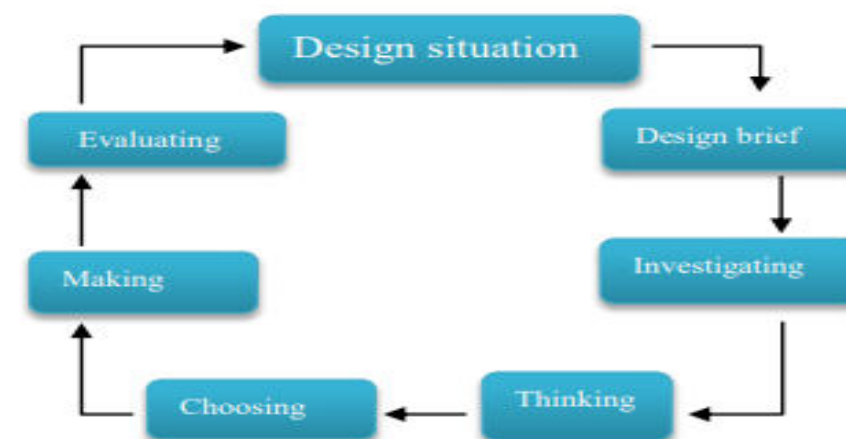 Design situation
Design brief
Investigating
Thinking
Choosing
Making
Evaluating